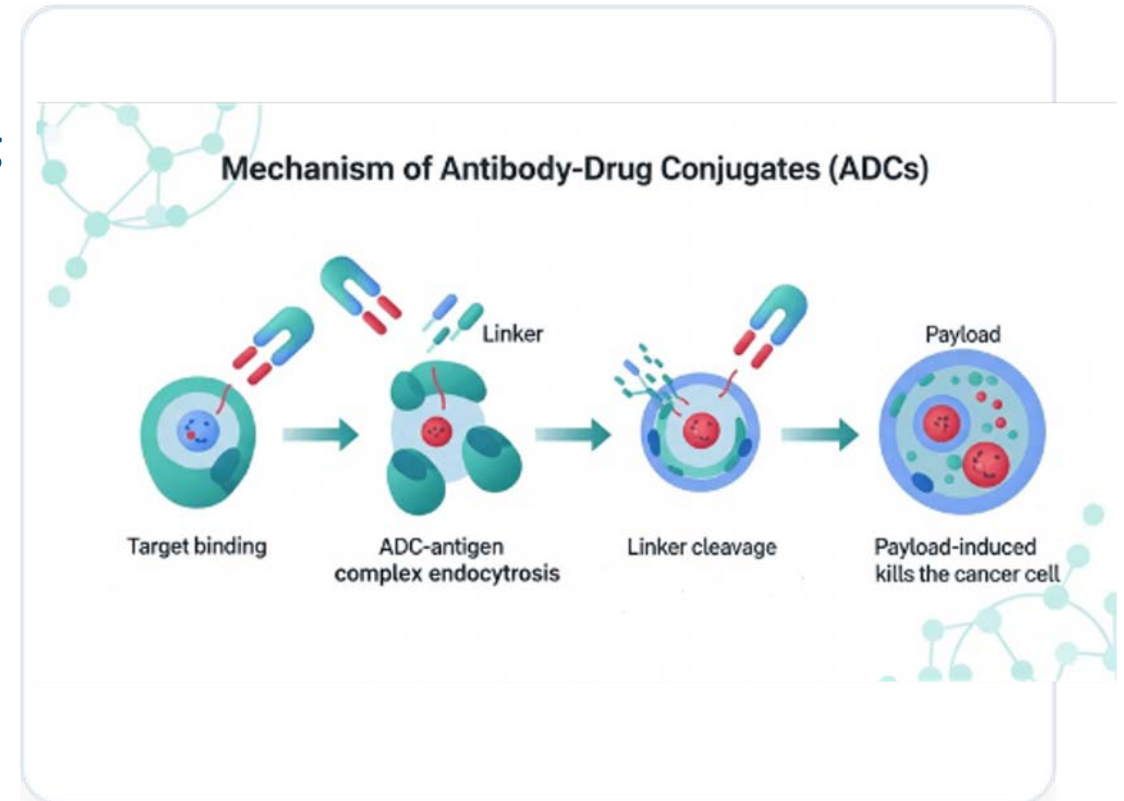 Mechanism of Antibody-Drug Conjugates (ADCs)
Linker
Payload
Target binding
ADC-antigen
complex endocytrosis
Linker cleavage
Payload-induced
kills the cancer cell